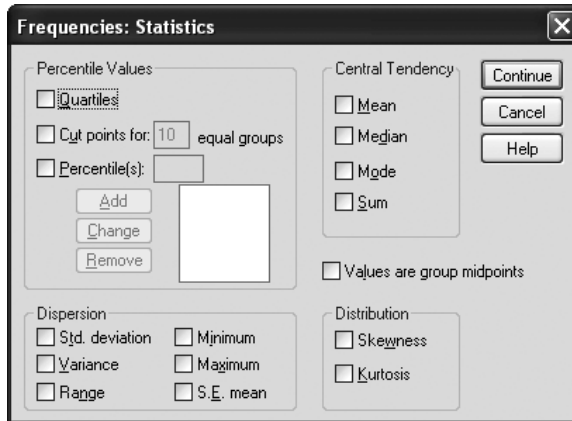 Frequencies: Statistics
Percentile Values
Quartiles
Cut points for: 10 equal groups
Percentile(s):
Add
Change
Remove
Central Tendency
Mean
Median
Mode
Sum
Continue
Cancel
Help
Values are group midpoints
Dispersion
Std. deviation Minimum
Variance Maximum
Range S.E. mean
Distribution
Skewness
Kurtosis